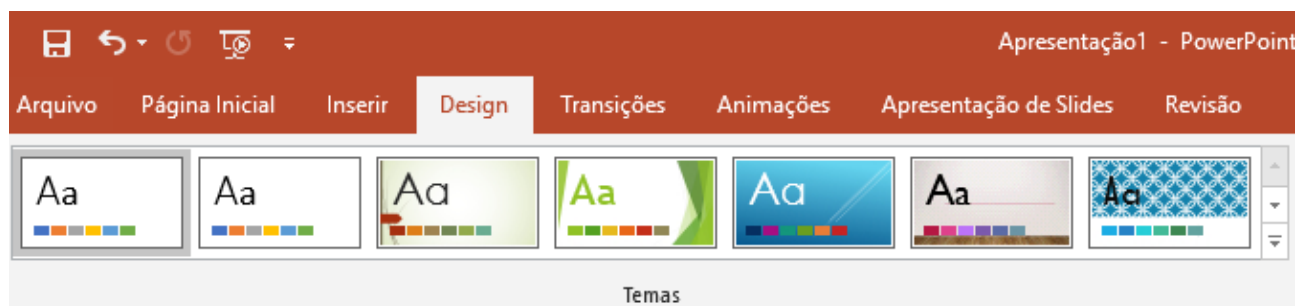 Apresentação1 - PowerPoint
Arquivo Página Inicial Inserir Design Transições Animações Apresentação de Slides Revisão
Aa Aa Aa Aa Aa Aa Aa
Temas